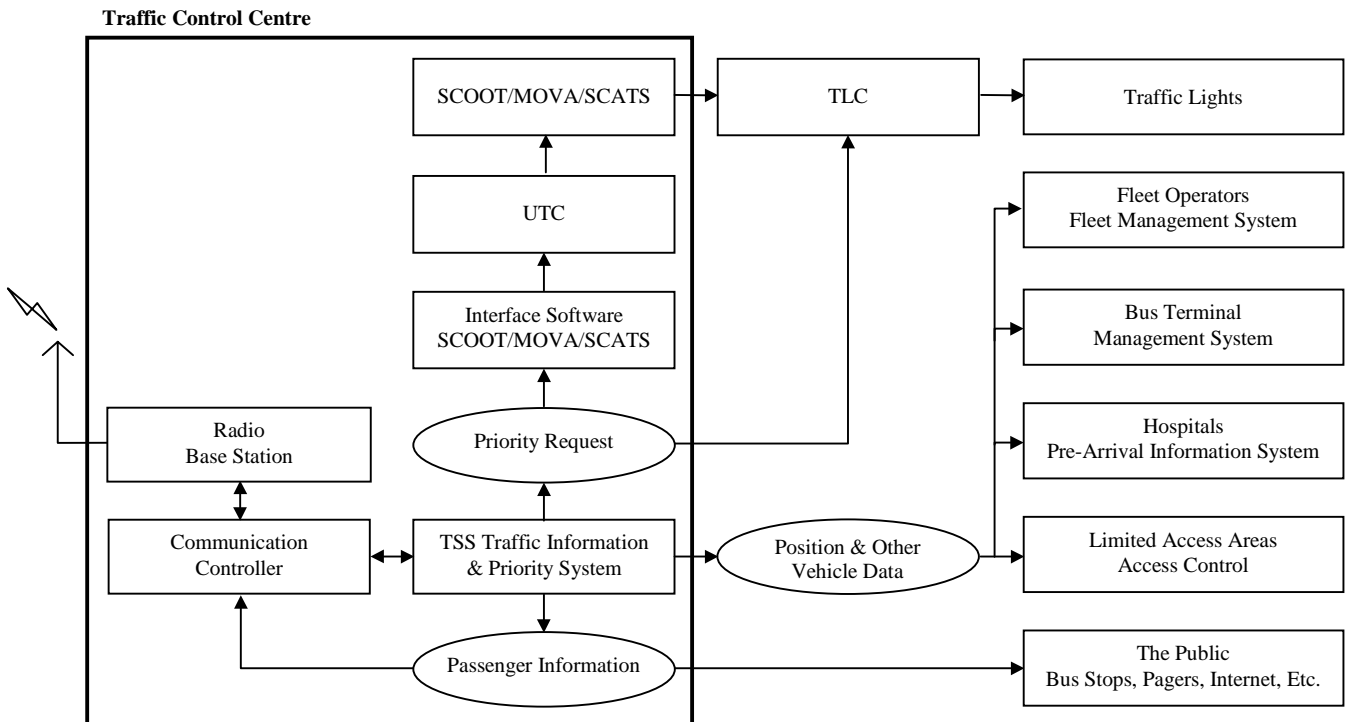 Traffic Control Centre
SCOOT/MOVA/SCATS
TLC
Traffic Lights
UTC
Fleet Operators
Fleet Management System
Interface Software
SCOOT/MOVA/SCATS
Bus Terminal
Management System
Radio
Base Station
Priority Request
Hospitals
Pre-Arrival Information System
Communication
Controller
TSS Traffic Information
& Priority System
Position & Other
Vehicle Data
Limited Access Areas
Access Control
Passenger Information
The Public
Bus Stops, Pagers, Internet, Etc.